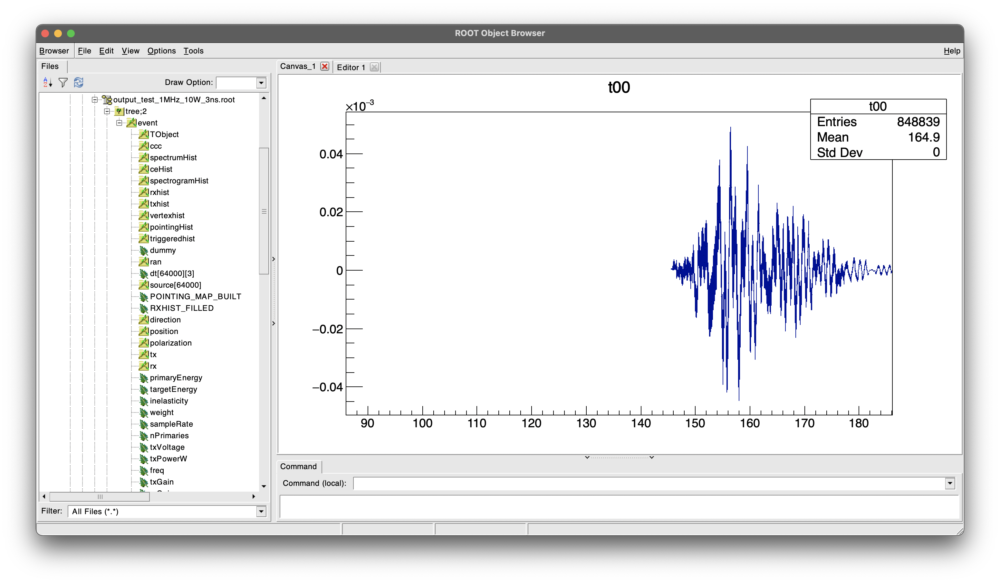 ROOT Object Browser
Browser File Edit View Options Tools Help
Files
Draw Option:
output_test_1MHz_10W_3ns.root
tree;2
event
TObject
ccc
spectrumHist
ceHist
spectrogramHist
rxhist
txhist
vertexhist
pointingHist
triggeredhist
dummy
ran
dt[64000][3]
source[64000]
POINTING_MAP_BUILT
RXHIST_FILLED
direction
position
polarization
tx
rx
primaryEnergy
targetEnergy
inelasticity
weight
sampleRate
nPrimaries
txVoltage
txPowerW
freq
txGain
Filter: All Files (*.*)
Canvas_1 Editor 1
t00
×10⁻³
t00
Entries 848839
Mean 164.9
Std Dev 0
0.04
0.02
0
−0.02
−0.04
90 100 110 120 130 140 150 160 170 180
Command
Command (local):